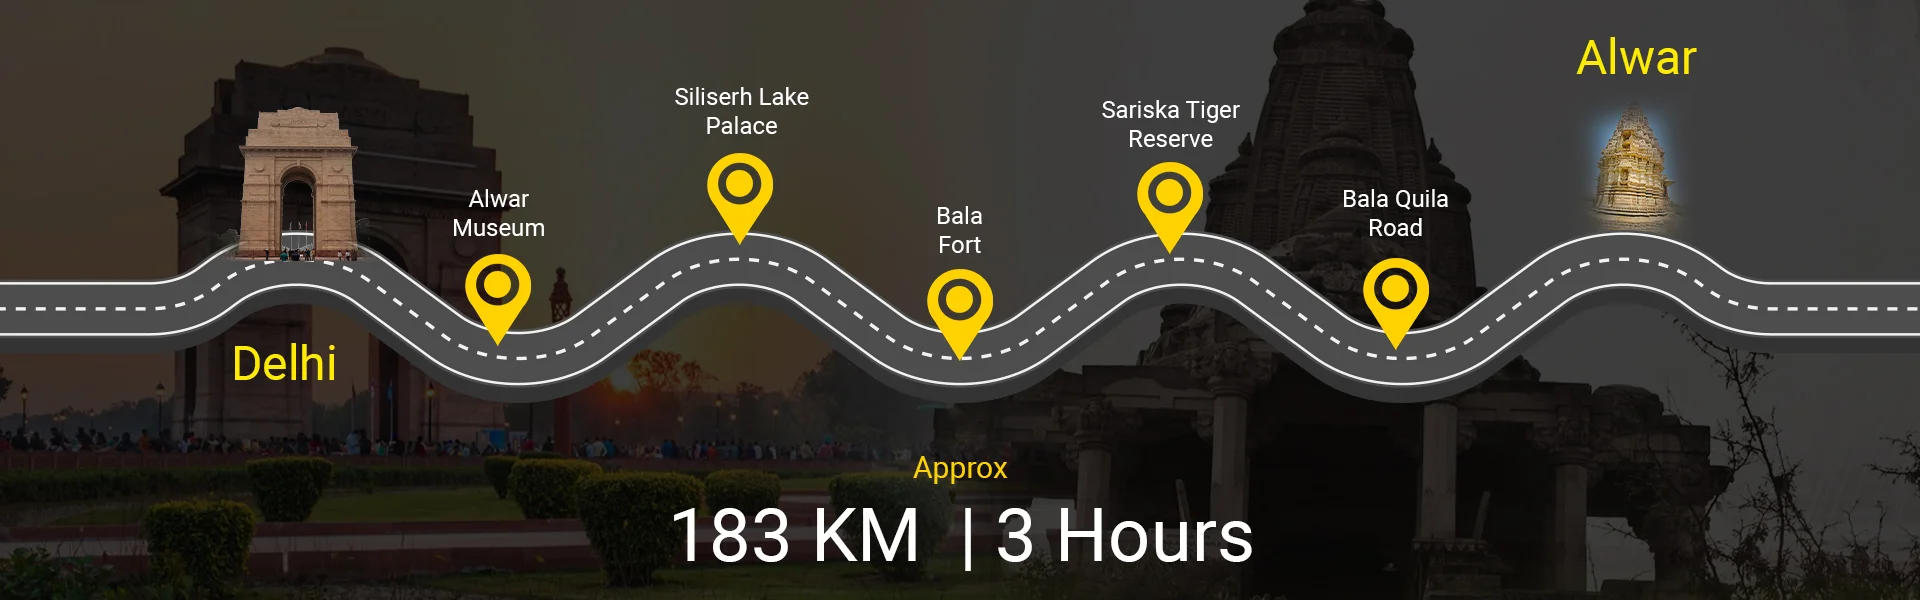 Delhi
Alwar
Museum
Siliserh Lake
Palace
Bala
Fort
Sariska Tiger
Reserve
Bala Quila
Road
Alwar
Approx
183 KM | 3 Hours